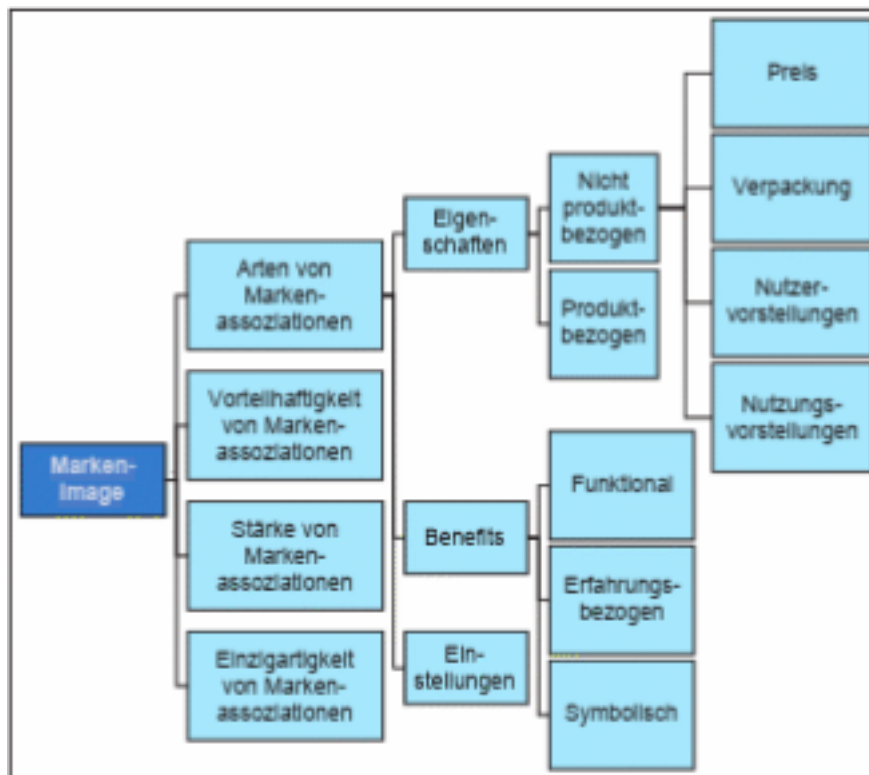 Marken-
Image
Arten von
Marken-
assoziationen
Vorteilhaftigkeit
von Marken-
assoziationen
Stärke von
Marken-
assoziationen
Einzigartigkeit
von Marken-
assoziationen
Eigen-
schaften
Benefits
Ein-
stellungen
Nicht
produkt-
bezogen
Produkt-
bezogen
Funktional
Erfahrungs-
bezogen
Symbolisch
Preis
Verpackung
Nutzer-
vorstellungen
Nutzungs-
vorstellungen